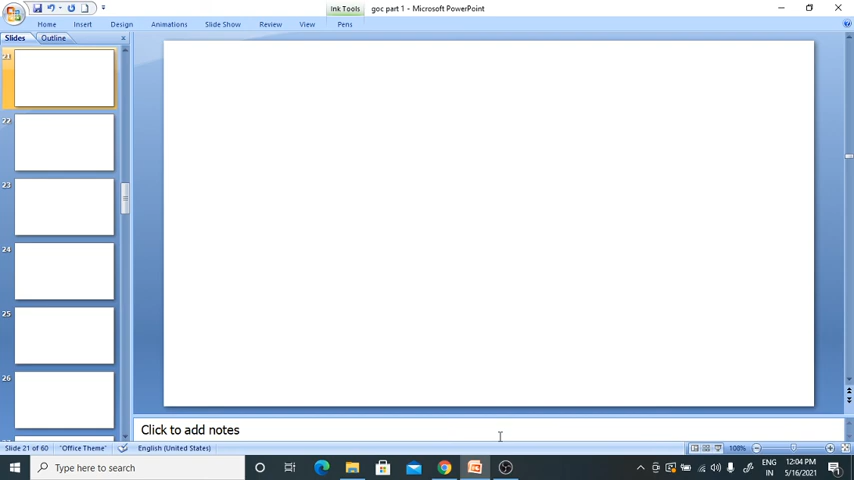 Ink Tools
goc part 1 - Microsoft PowerPoint
Home
Insert
Design
Animations
Slide Show
Review
View
Pens
Slides
Outline
21
22
23
24
25
26
Click to add notes
Slide 21 of 60
"Office Theme"
English (United States)
108%
Type here to search
ENG
IN
12:04 PM
5/16/2021